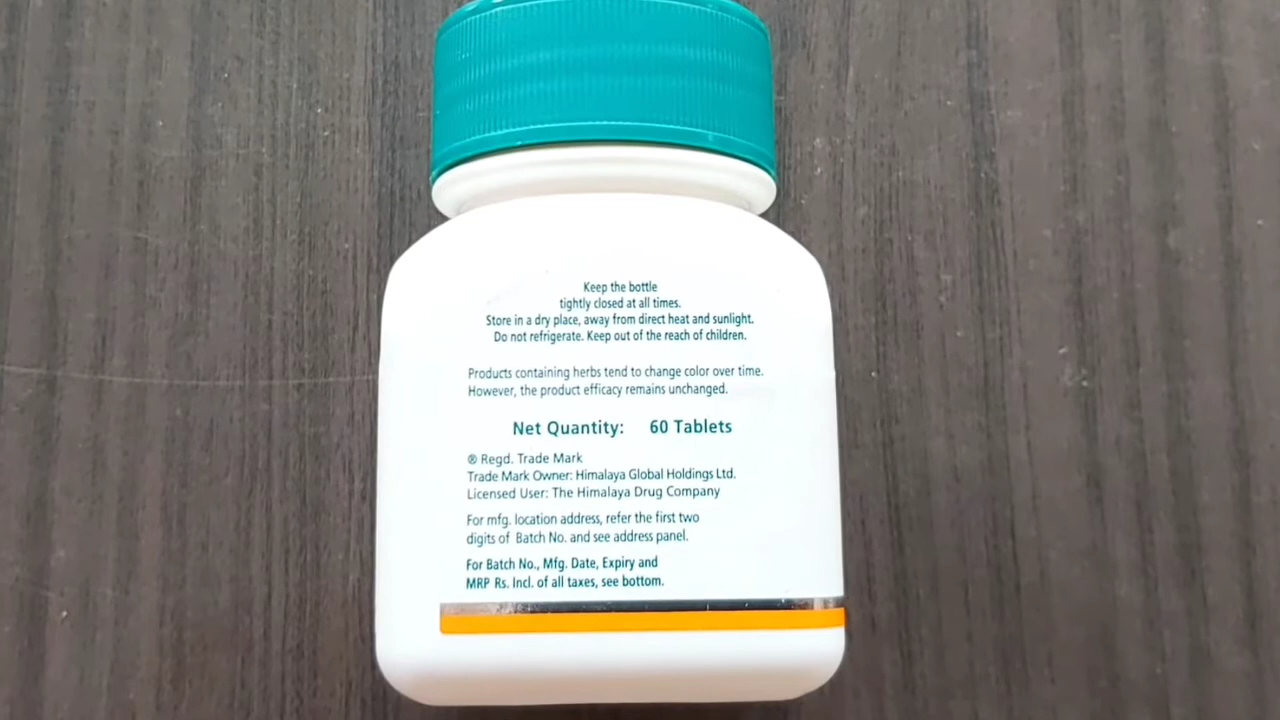 Keep the bottle
tightly closed at all times.
Store in a dry place, away from direct heat and sunlight.
Do not refrigerate. Keep out of the reach of children.
Products containing herbs tend to change color over time.
However, the product efficacy remains unchanged.
Net Quantity: 60 Tablets
® Regd. Trade Mark
Trade Mark Owner: Himalaya Global Holdings Ltd.
Licensed User: The Himalaya Drug Company
For mfg. location address, refer the first two
digits of Batch No. and see address panel.
For Batch No., Mfg. Date, Expiry and
MRP Rs. Incl. of all taxes, see bottom.